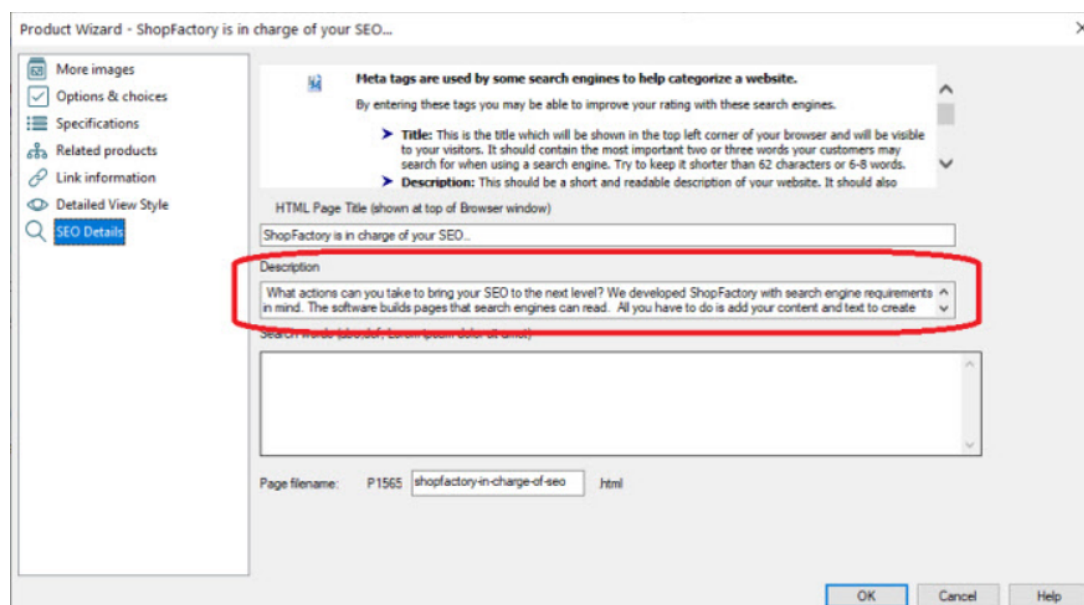 Product Wizard - ShopFactory is in charge of your SEO...
More images
Options & choices
Specifications
Related products
Link information
Detailed View Style
SEO Details
Meta tags are used by some search engines to help categorize a website.
By entering these tags you may be able to improve your rating with these search engines.
Title: This is the title which will be shown in the top left corner of your browser and will be visible
to your visitors. It should contain the most important two or three words your customers may
search for when using a search engine. Try to keep it shorter than 62 characters or 6-8 words.
Description: This should be a short and readable description of your website. It should also
HTML Page Title (shown at top of Browser window)
ShopFactory is in charge of your SEO...
Description
What actions can you take to bring your SEO to the next level? We developed ShopFactory with search engine requirements
in mind. The software builds pages that search engines can read. All you have to do is add your content and text to create
Search words
Page filename: P1565 shopfactory-in-charge-of-seo .html
OK Cancel Help